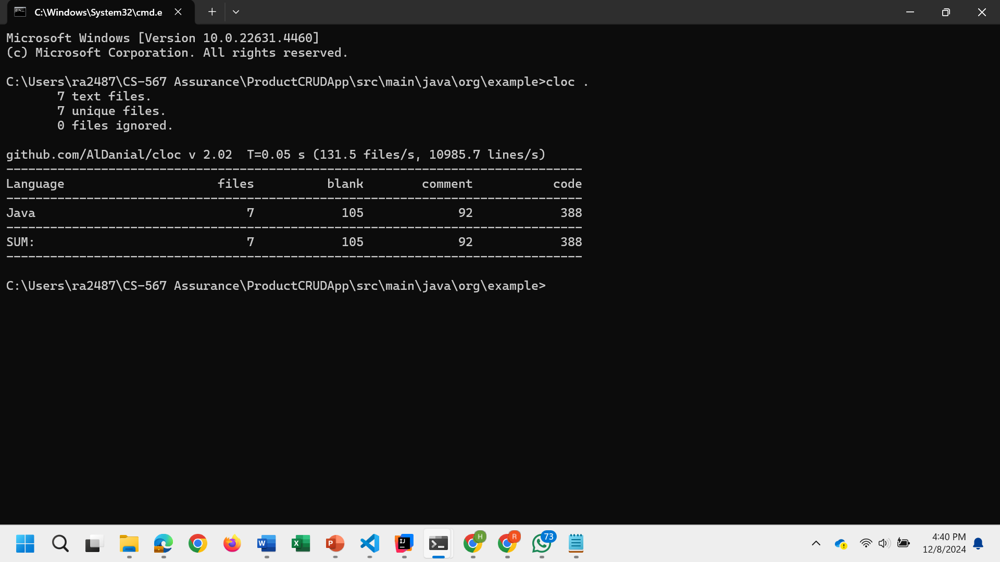 C:\Windows\System32\cmd.e
Microsoft Windows [Version 10.0.22631.4460]
(c) Microsoft Corporation. All rights reserved.
C:\Users\ra2487\CS-567 Assurance\ProductCRUDApp\src\main\java\org\example>cloc .
7 text files.
7 unique files.
0 files ignored.
github.com/AlDanial/cloc v 2.02  T=0.05 s (131.5 files/s, 10985.7 lines/s)
-------------------------------------------------------------------------------
Language                     files          blank        comment           code
-------------------------------------------------------------------------------
Java                             7            105             92            388
-------------------------------------------------------------------------------
SUM:                             7            105             92            388
-------------------------------------------------------------------------------
C:\Users\ra2487\CS-567 Assurance\ProductCRUDApp\src\main\java\org\example>
W
X
P
IJ
H
R
73
4:40 PM
12/8/2024